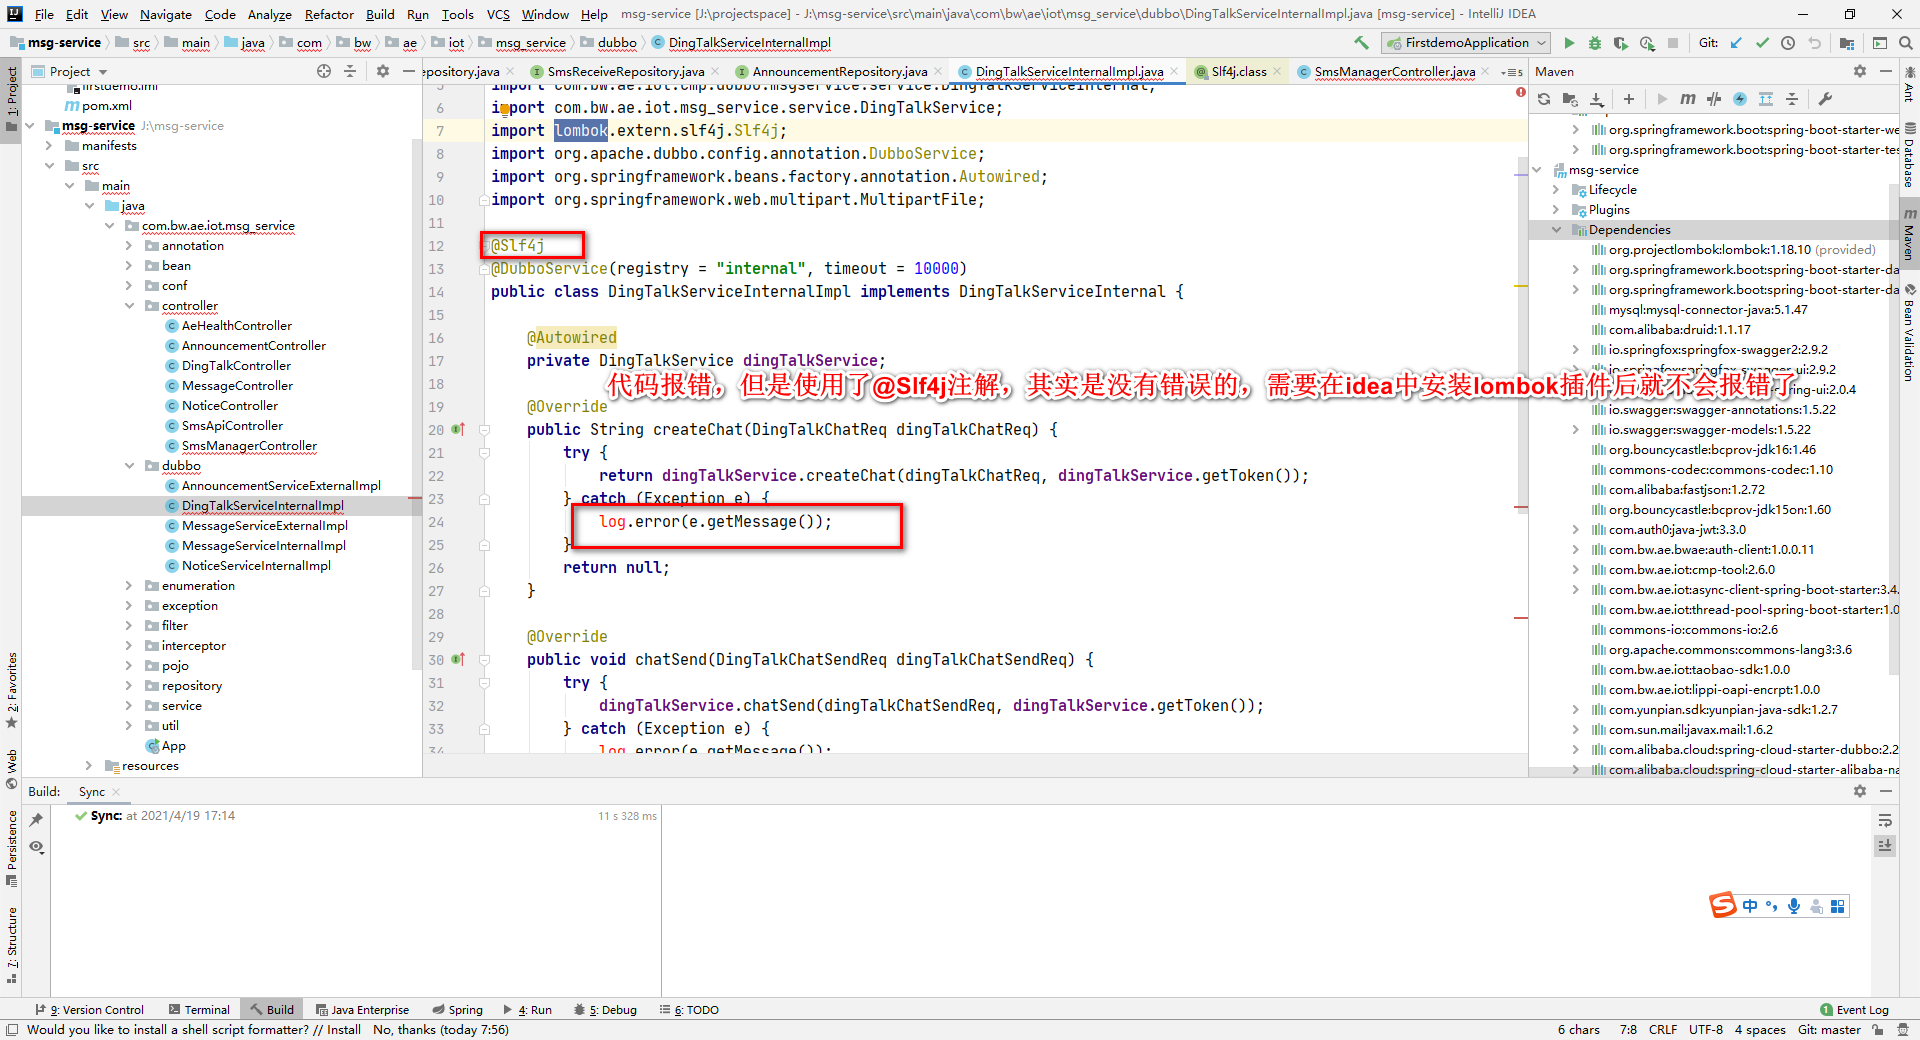 File Edit View Navigate Code Analyze Refactor Build Run Tools VCS Window Help msg-service [J:\projectspace] - J:\msg-service\src\main\java\com\bw\ae\iot\msg_service\dubbo\DingTalkServiceInternalImpl.java [msg-service] - IntelliJ IDEA
msg-service src main java com bw ae iot msg_service dubbo DingTalkServiceInternalImpl FirstdemoApplication Git:
Project
epository.java SmsReceiveRepository.java AnnouncementRepository.java DingTalkServiceInternalImpl.java Slf4j.class SmsManagerController.java 5
Maven
1: Project
2: Favorites
Web
Persistence
7: Structure
firstdemo.iml
pom.xml
msg-service J:\msg-service
manifests
src
main
java
com.bw.ae.iot.msg_service
annotation
bean
conf
controller
AeHealthController
AnnouncementController
DingTalkController
MessageController
NoticeController
SmsApiController
SmsManagerController
dubbo
AnnouncementServiceExternalImpl
DingTalkServiceInternalImpl
MessageServiceExternalImpl
MessageServiceInternalImpl
NoticeServiceInternalImpl
enumeration
exception
filter
interceptor
pojo
repository
service
util
App
resources
5 import com.bw.ae.iot.cmp.dubbo.msgservice.service.DingTalkServiceInternal;
6 import com.bw.ae.iot.msg_service.service.DingTalkService;
7 import lombok.extern.slf4j.Slf4j;
8 import org.apache.dubbo.config.annotation.DubboService;
9 import org.springframework.beans.factory.annotation.Autowired;
10 import org.springframework.web.multipart.MultipartFile;
11
12 @Slf4j
13 @DubboService(registry = "internal", timeout = 10000)
14 public class DingTalkServiceInternalImpl implements DingTalkServiceInternal {
15
16 @Autowired
17 private DingTalkService dingTalkService;
18
代码报错，但是使用了@Slf4j注解，其实是没有错误的，需要在idea中安装lombok插件后就不会报错了
19 @Override
20 public String createChat(DingTalkChatReq dingTalkChatReq) {
21 try {
22 return dingTalkService.createChat(dingTalkChatReq, dingTalkService.getToken());
23 } catch (Exception e) {
24 log.error(e.getMessage());
25 }
26 return null;
27 }
28
29 @Override
30 public void chatSend(DingTalkChatSendReq dingTalkChatSendReq) {
31 try {
32 dingTalkService.chatSend(dingTalkChatSendReq, dingTalkService.getToken());
33 } catch (Exception e) {
34 log.error(e.getMessage());
org.springframework.boot:spring-boot-starter-we
org.springframework.boot:spring-boot-starter-tes
msg-service
Lifecycle
Plugins
Dependencies
org.projectlombok:lombok:1.18.10 (provided)
org.springframework.boot:spring-boot-starter-da
org.springframework.boot:spring-boot-starter-da
mysql:mysql-connector-java:5.1.47
com.alibaba:druid:1.1.17
io.springfox:springfox-swagger2:2.9.2
io.springfox:springfox-swagger-ui:2.9.2
-spring-ui:2.0.4
io.swagger:swagger-annotations:1.5.22
io.swagger:swagger-models:1.5.22
org.bouncycastle:bcprov-jdk16:1.46
commons-codec:commons-codec:1.10
com.alibaba:fastjson:1.2.72
org.bouncycastle:bcprov-jdk15on:1.60
com.auth0:java-jwt:3.3.0
com.bw.ae.bwae:auth-client:1.0.0.11
com.bw.ae.iot:cmp-tool:2.6.0
com.bw.ae.iot:async-client-spring-boot-starter:3.4.
com.bw.ae.iot:thread-pool-spring-boot-starter:1.0
commons-io:commons-io:2.6
org.apache.commons:commons-lang3:3.6
com.bw.ae.iot:taobao-sdk:1.0.0
com.bw.ae.iot:lippi-oapi-encrpt:1.0.0
com.yunpian.sdk:yunpian-java-sdk:1.2.7
com.sun.mail:javax.mail:1.6.2
com.alibaba.cloud:spring-cloud-starter-dubbo:2.2
com.alibaba.cloud:spring-cloud-starter-alibaba-na
Ant
Database
Maven
Bean Validation
Build: Sync
Sync: at 2021/4/19 17:14 11 s 328 ms
中
9: Version Control Terminal Build Java Enterprise Spring 4: Run 5: Debug 6: TODO 1 Event Log
Would you like to install a shell script formatter? // Install No, thanks (today 7:56) 6 chars 7:8 CRLF UTF-8 4 spaces Git: master